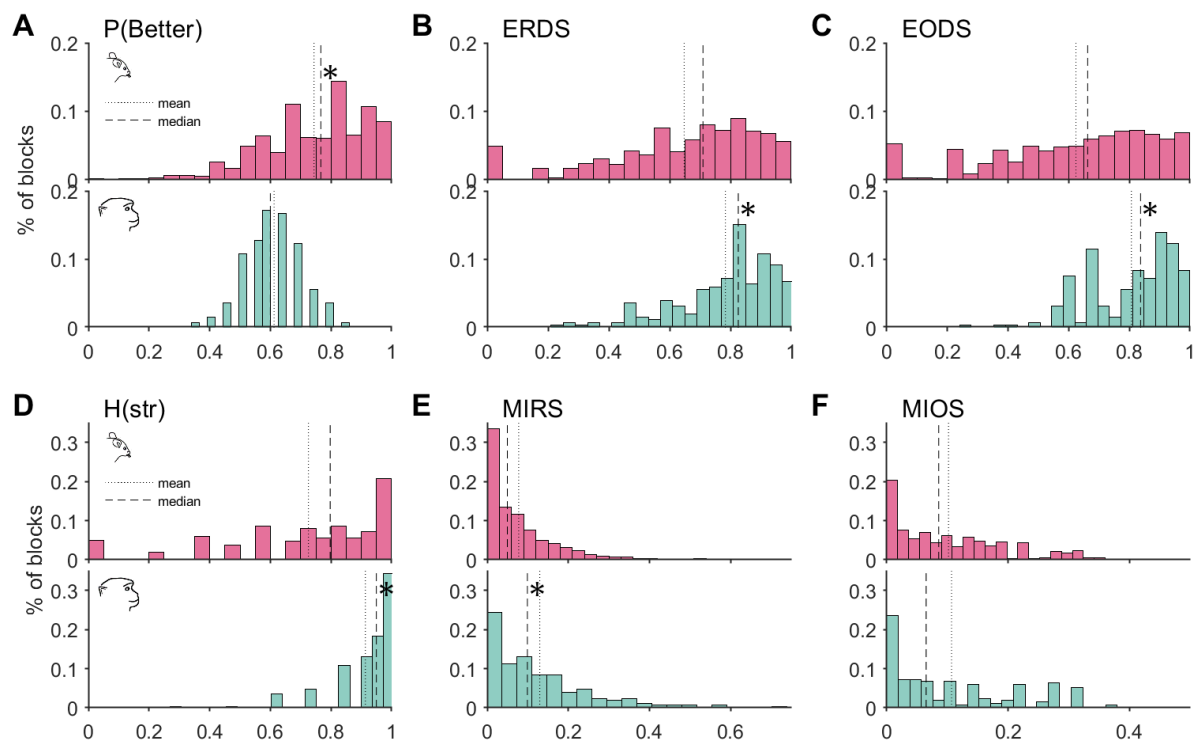 A P(Better) B ERDS C EODS
0.2 0.2 0.2
*
mean
median
0.1 0.1 0.1
0 0 0
% of blocks
0.2 0.2 0.2
* *
0.1 0.1 0.1
0 0 0
0 0.2 0.4 0.6 0.8 1 0 0.2 0.4 0.6 0.8 1 0 0.2 0.4 0.6 0.8 1
D H(str) E MIRS F MIOS
0.3 0.3 0.3
mean
median
0.2 0.2 0.2
0.1 0.1 0.1
0 0 0
% of blocks
0.3 0.3 0.3
* *
0.2 0.2 0.2
0.1 0.1 0.1
0 0 0
0 0.2 0.4 0.6 0.8 1 0 0.2 0.4 0.6 0 0.2 0.4